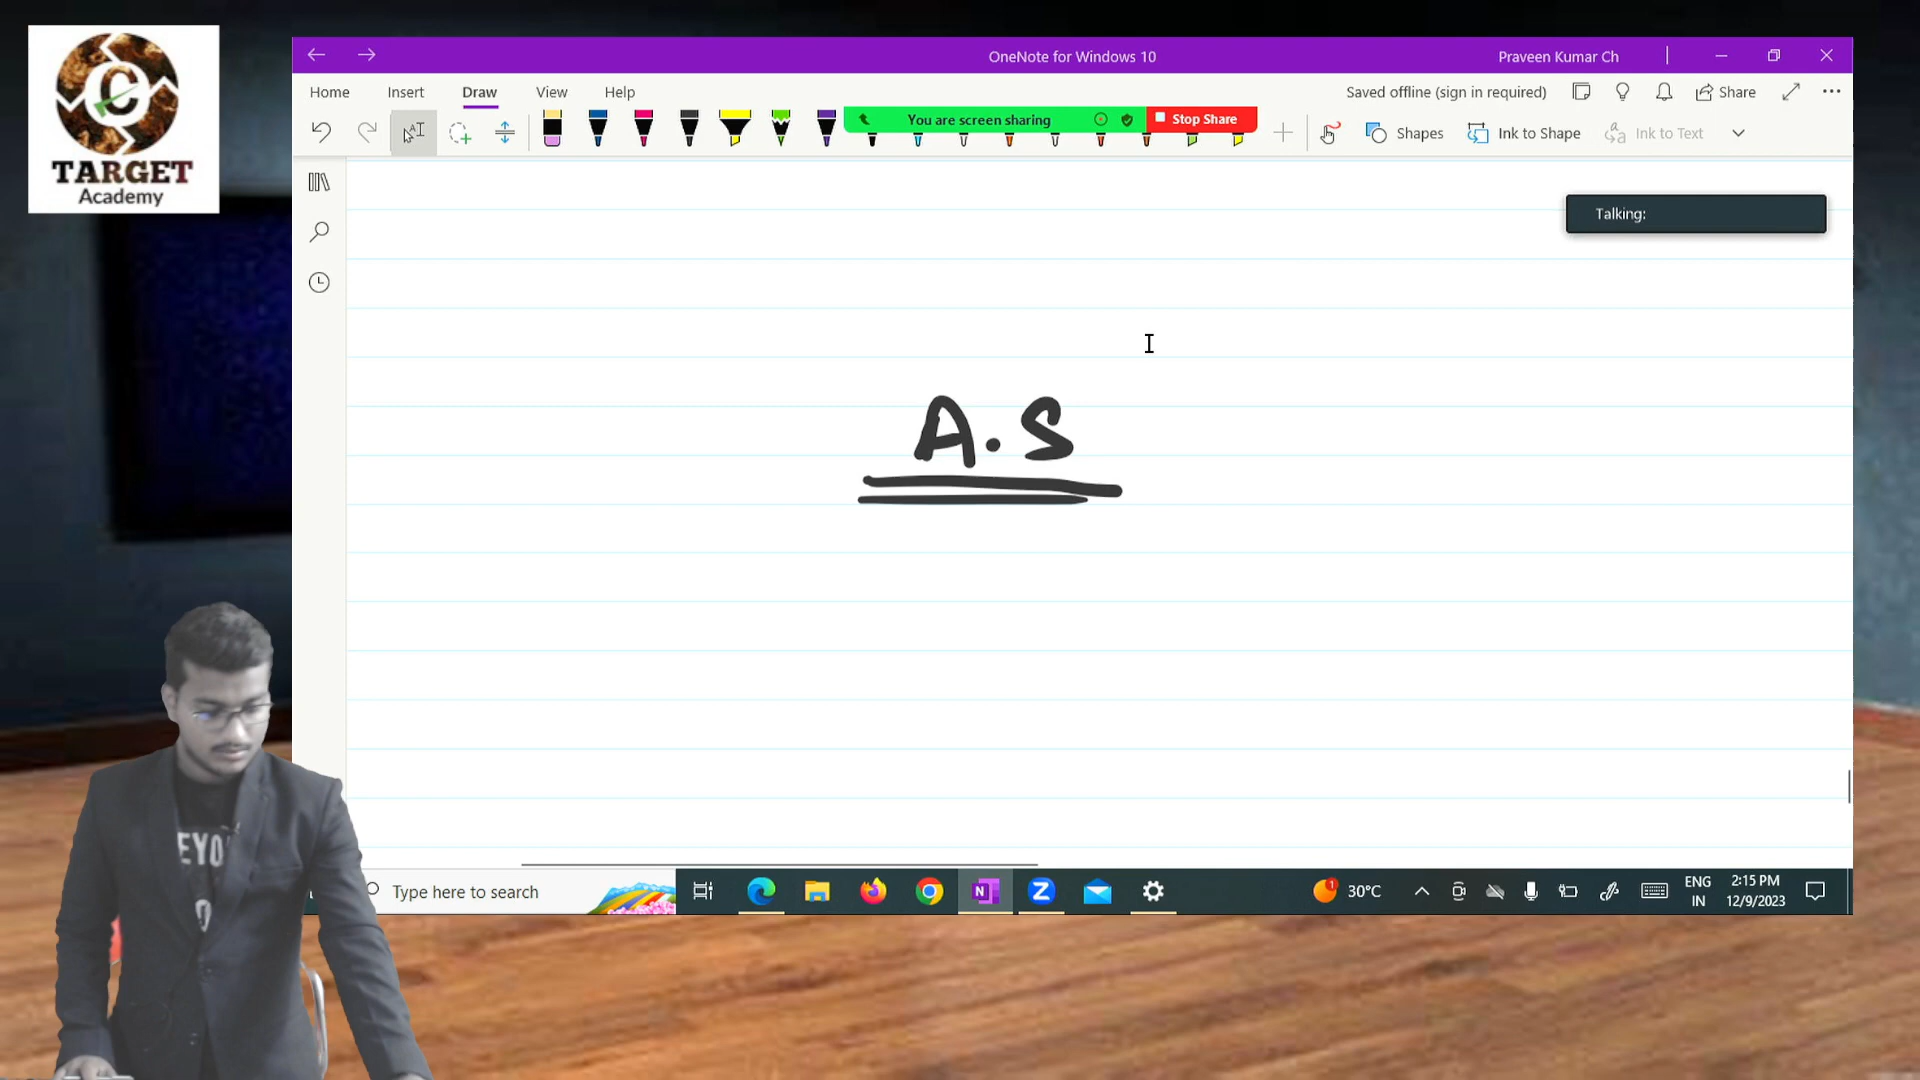 TARGET
Academy
OneNote for Windows 10
Praveen Kumar Ch
Home Insert Draw View Help
Saved offline (sign in required)
Share
You are screen sharing
Stop Share
Shapes
Ink to Shape
Ink to Text
Talking:
A.S
EYO
Type here to search
30°C
ENG
IN
2:15 PM
12/9/2023